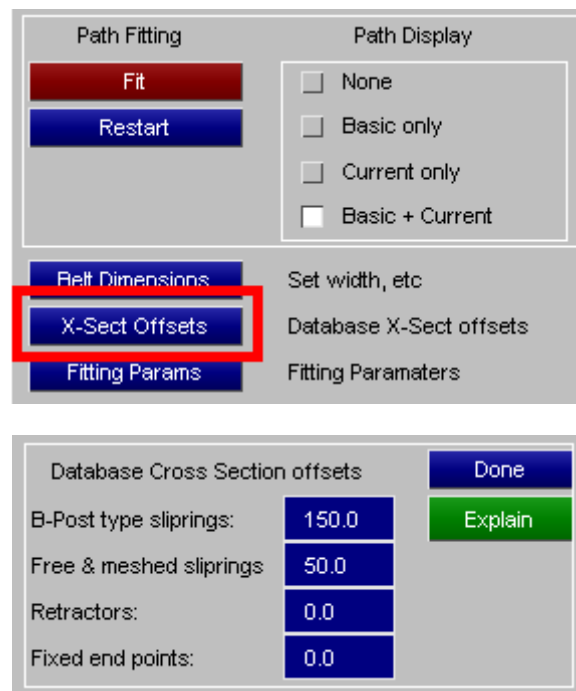 Path Fitting
Path Display
Fit
None
Restart
Basic only
Current only
Basic + Current
Belt Dimensions
Set width, etc
X-Sect Offsets
Database X-Sect offsets
Fitting Params
Fitting Paramaters
Database Cross Section offsets
Done
B-Post type sliprings:
150.0
Explain
Free & meshed sliprings
50.0
Retractors:
0.0
Fixed end points:
0.0